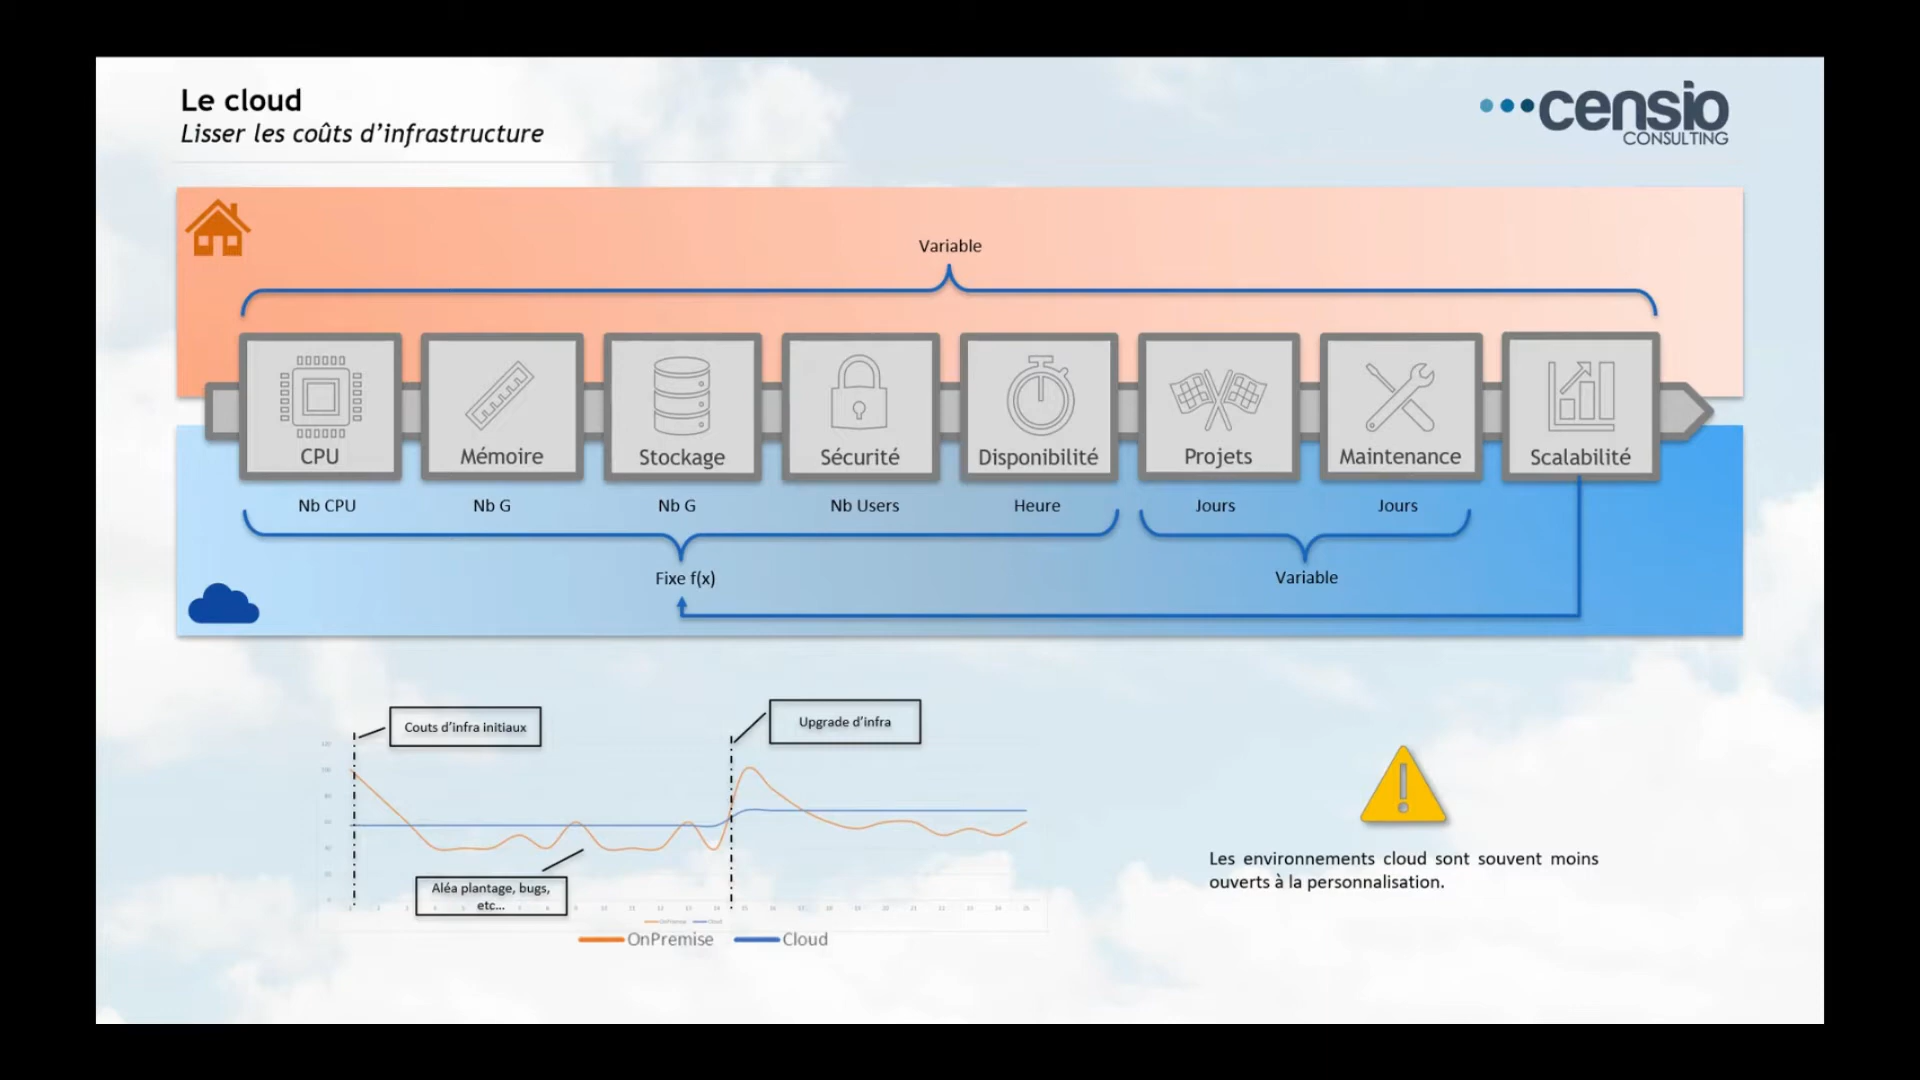 Le cloud
Lisser les coûts d'infrastructure
censio
CONSULTING
Variable
CPU
Mémoire
Stockage
Sécurité
Disponibilité
Projets
Maintenance
Scalabilité
Nb CPU
Nb G
Nb G
Nb Users
Heure
Jours
Jours
Fixe f(x)
Variable
Couts d'infra initiaux
Upgrade d'infra
Aléa plantage, bugs,
etc...
OnPremise
Cloud
Les environnements cloud sont souvent moins
ouverts à la personnalisation.